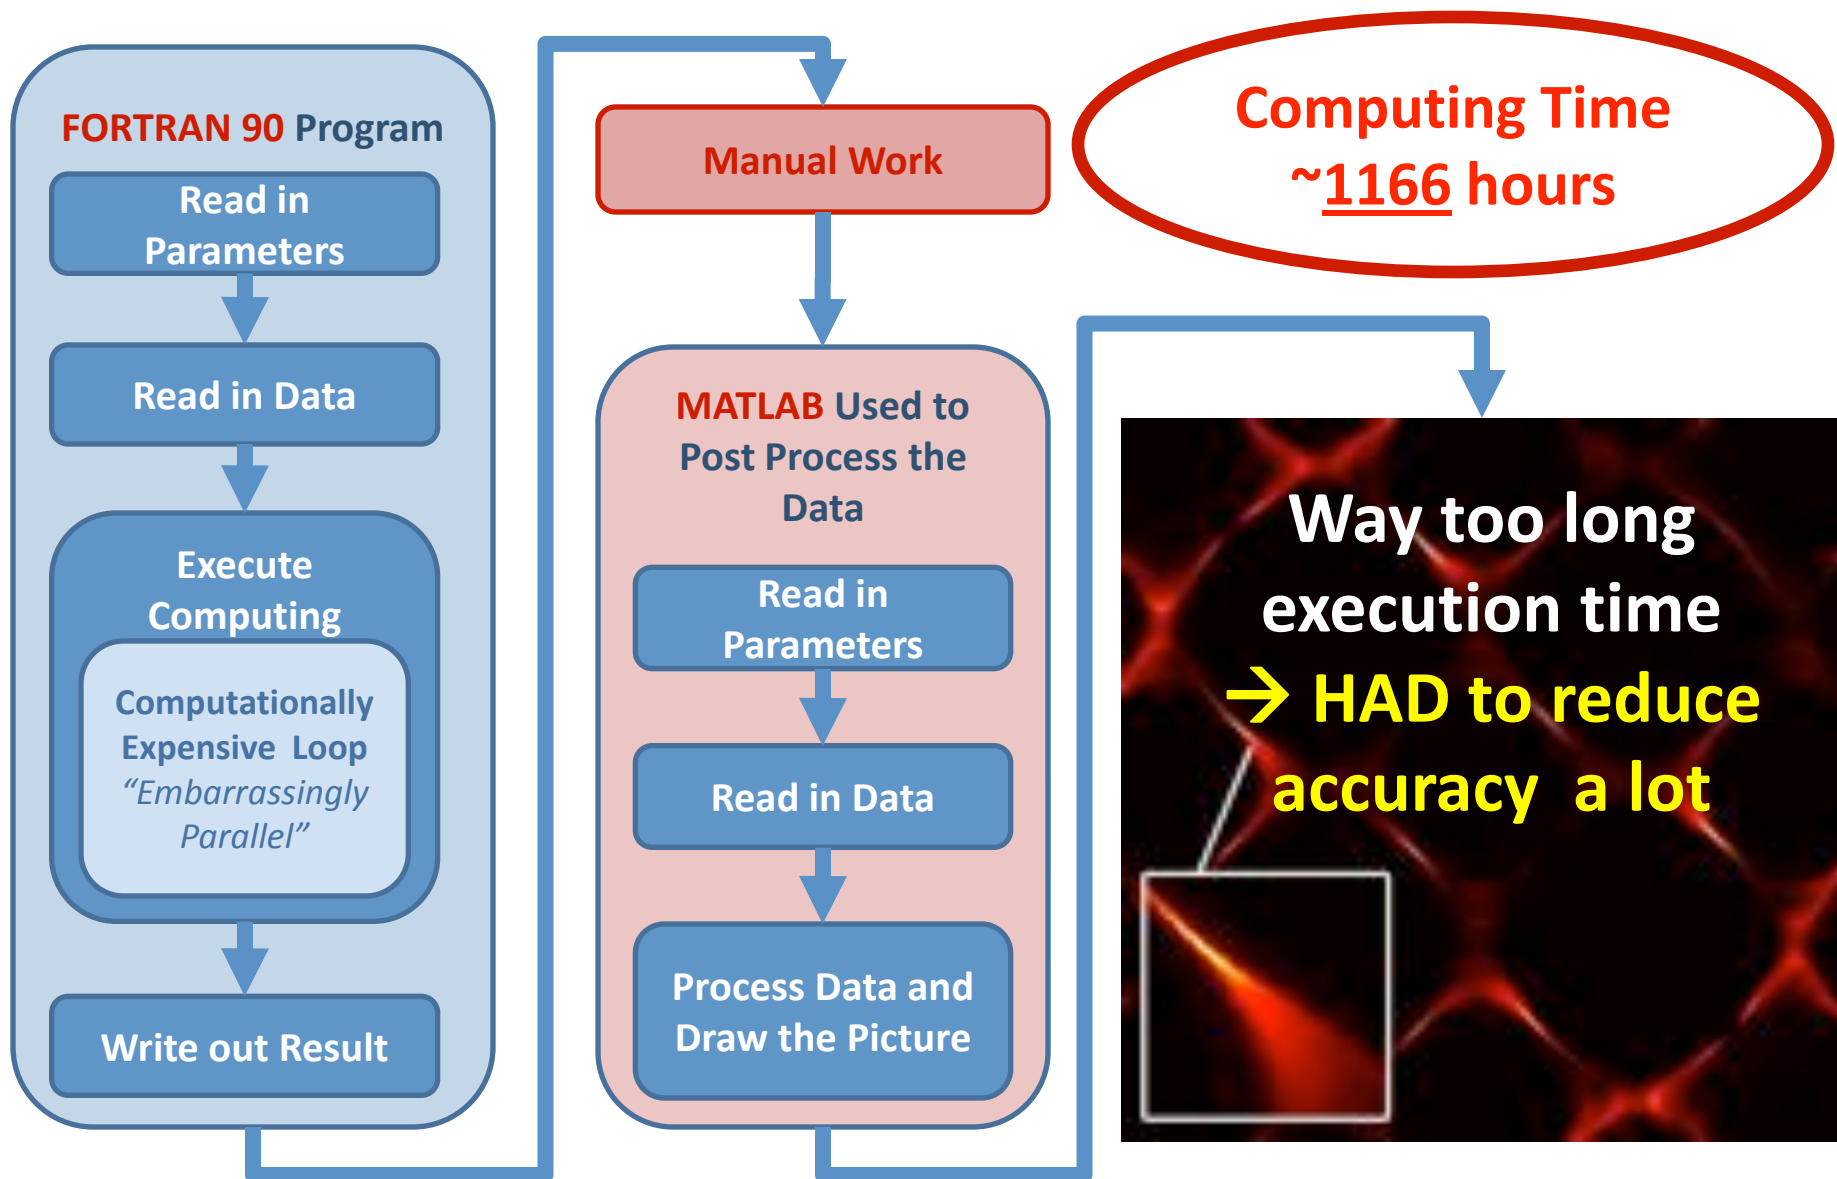 FORTRAN 90 Program
Read in
Parameters
Read in Data
Execute
Computing
Computationally
Expensive  Loop
“Embarrassingly
Parallel”
Write out Result
Manual Work
MATLAB Used to
Post Process the
Data
Read in
Parameters
Read in Data
Process Data and
Draw the Picture
Computing Time
~1166 hours
Way too long
execution time
→ HAD to reduce
accuracy  a lot